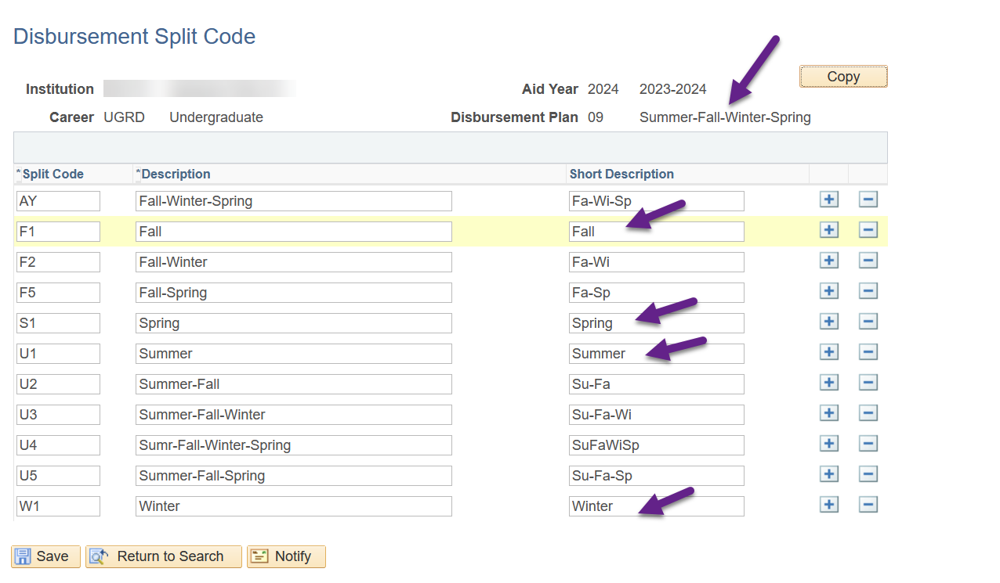 Disbursement Split Code
Copy
Institution Aid Year 2024 2023-2024
Career UGRD Undergraduate Disbursement Plan 09 Summer-Fall-Winter-Spring
*Split Code *Description Short Description
AY Fall-Winter-Spring Fa-Wi-Sp
F1 Fall Fall
F2 Fall-Winter Fa-Wi
F5 Fall-Spring Fa-Sp
S1 Spring Spring
U1 Summer Summer
U2 Summer-Fall Su-Fa
U3 Summer-Fall-Winter Su-Fa-Wi
U4 Sumr-Fall-Winter-Spring SuFaWiSp
U5 Summer-Fall-Spring Su-Fa-Sp
W1 Winter Winter
Save Return to Search Notify